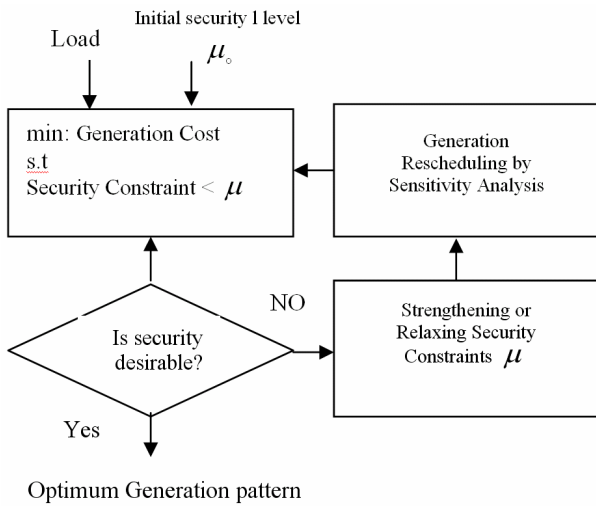 Initial security l level
Load
μ₀
min: Generation Cost
s.t
Security Constraint < μ
Generation
Rescheduling by
Sensitivity Analysis
NO
Is security
desirable?
Strengthening or
Relaxing Security
Constraints μ
Yes
Optimum Generation pattern